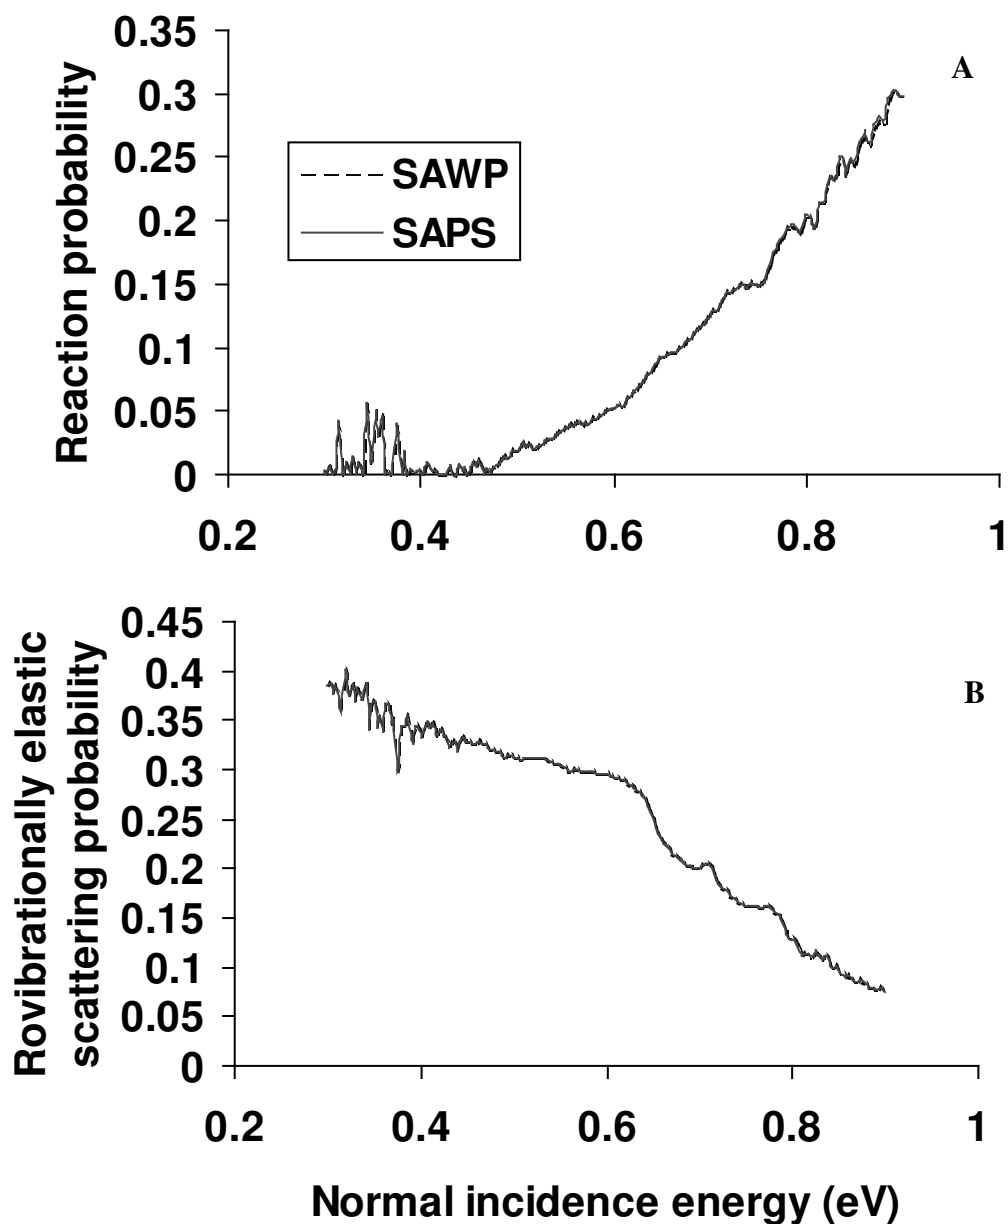 0.35
0.3
0.25
0.2
0.15
0.1
0.05
0
Reaction probability
A
SAWP
SAPS
0.2 0.4 0.6 0.8 1
0.45
0.4
0.35
0.3
0.25
0.2
0.15
0.1
0.05
0
Rovibrationally elastic
scattering probability
B
0.2 0.4 0.6 0.8 1
Normal incidence energy (eV)